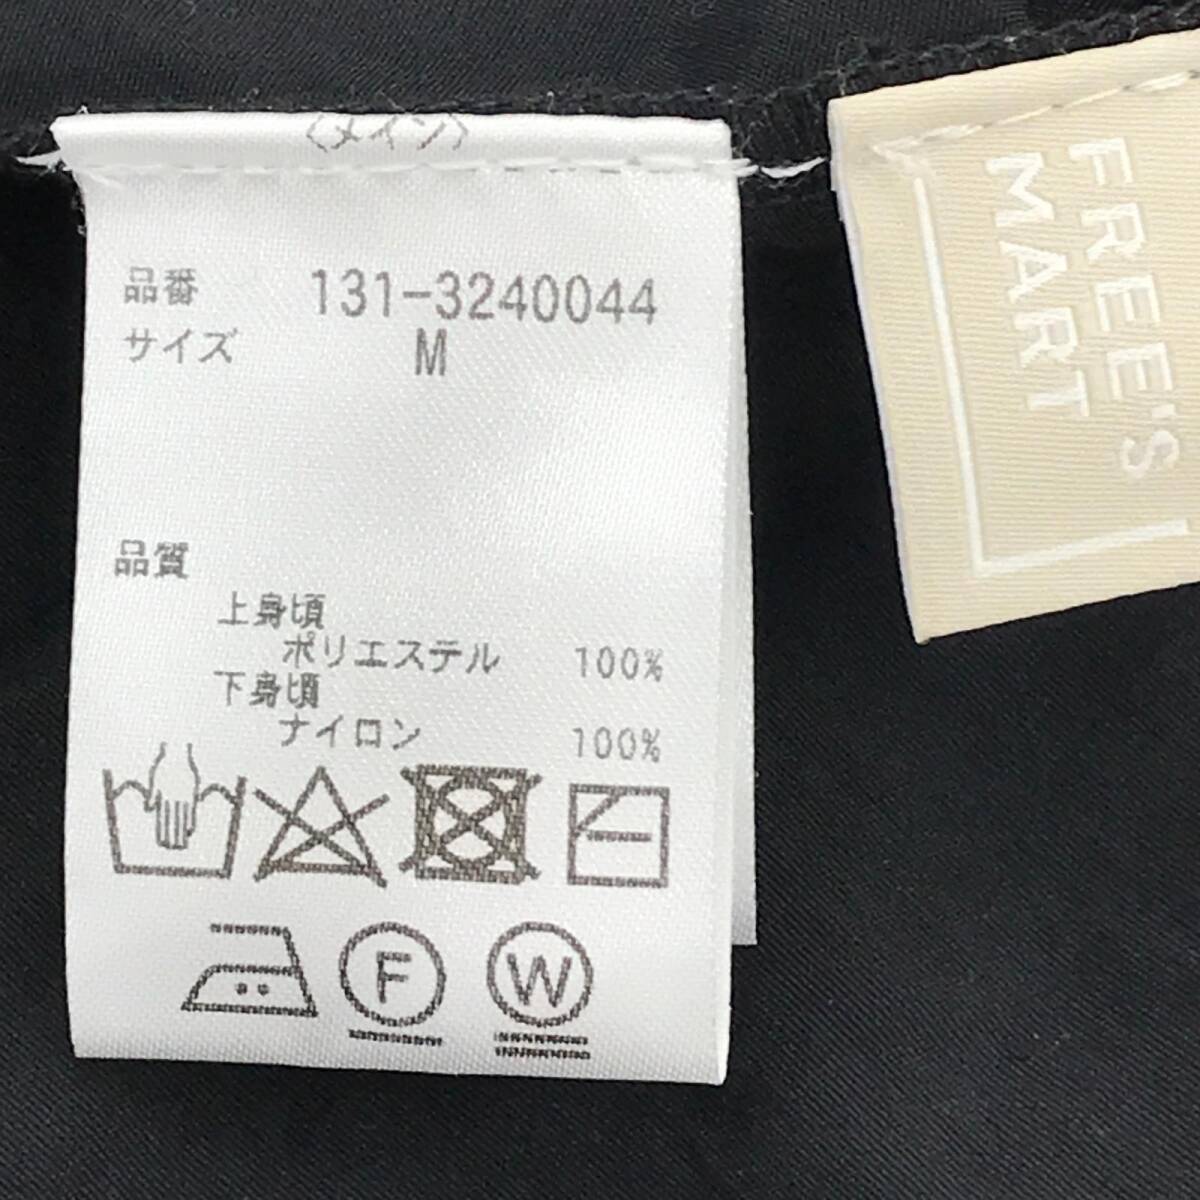 〈メイン〉
品番 131-3240044
サイズ M
品質
上身頃
ポリエステル 100%
下身頃
ナイロン 100%
F
W
FREE'S
MART